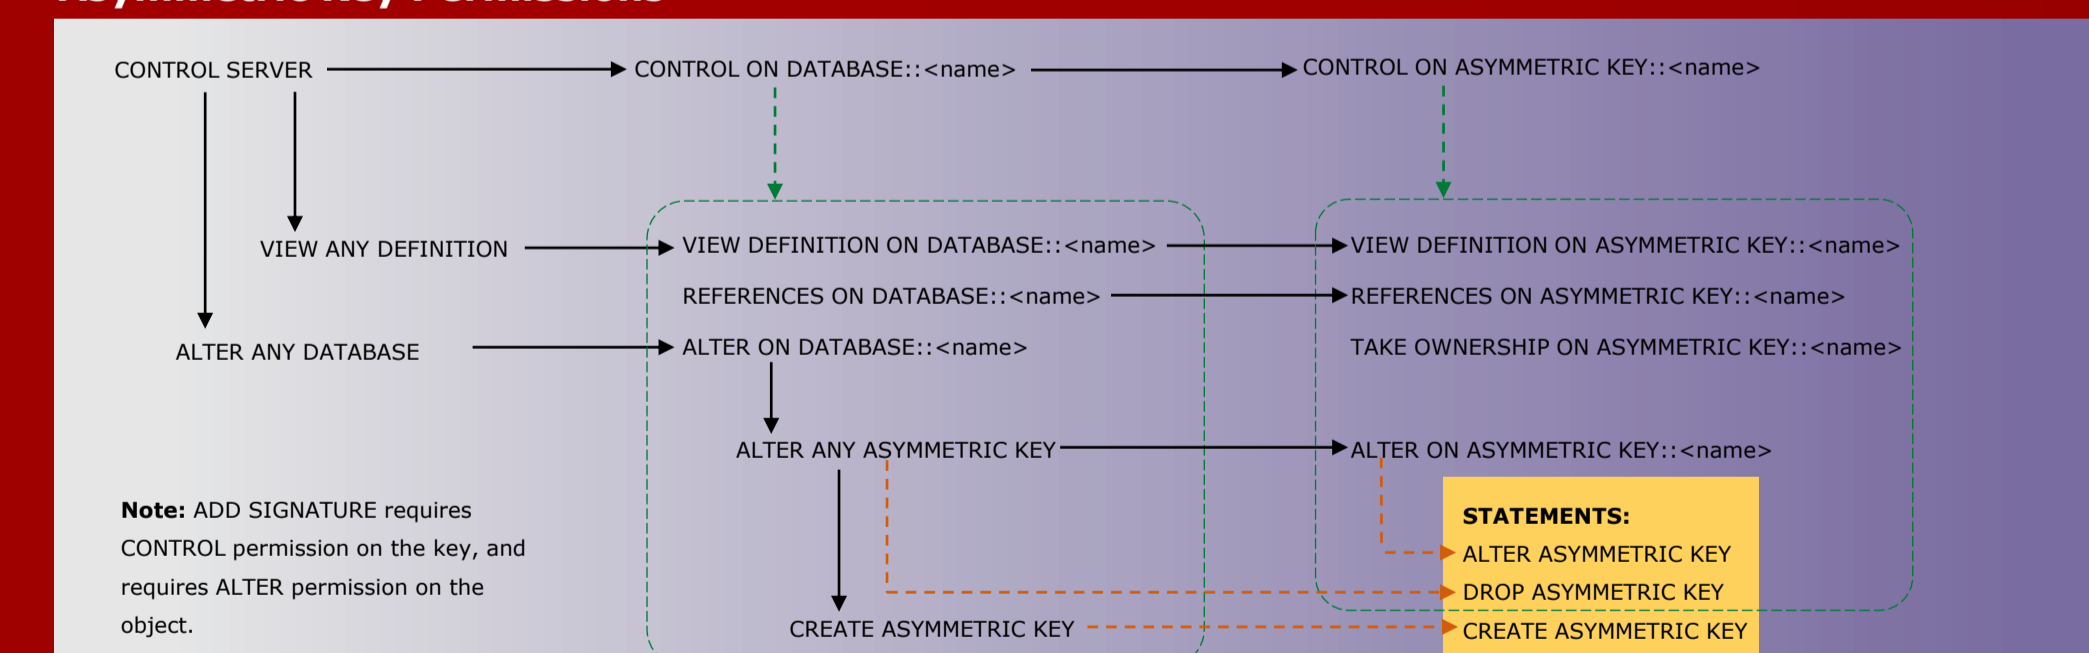 Asymmetric Key Permissions
CONTROL SERVER
CONTROL ON DATABASE::<name>
CONTROL ON ASYMMETRIC KEY::<name>
VIEW ANY DEFINITION
VIEW DEFINITION ON DATABASE::<name>
VIEW DEFINITION ON ASYMMETRIC KEY::<name>
REFERENCES ON DATABASE::<name>
REFERENCES ON ASYMMETRIC KEY::<name>
ALTER ANY DATABASE
ALTER ON DATABASE::<name>
TAKE OWNERSHIP ON ASYMMETRIC KEY::<name>
ALTER ANY ASYMMETRIC KEY
ALTER ON ASYMMETRIC KEY::<name>
Note: ADD SIGNATURE requires
CONTROL permission on the key, and
requires ALTER permission on the
object.
CREATE ASYMMETRIC KEY
STATEMENTS:
ALTER ASYMMETRIC KEY
DROP ASYMMETRIC KEY
CREATE ASYMMETRIC KEY